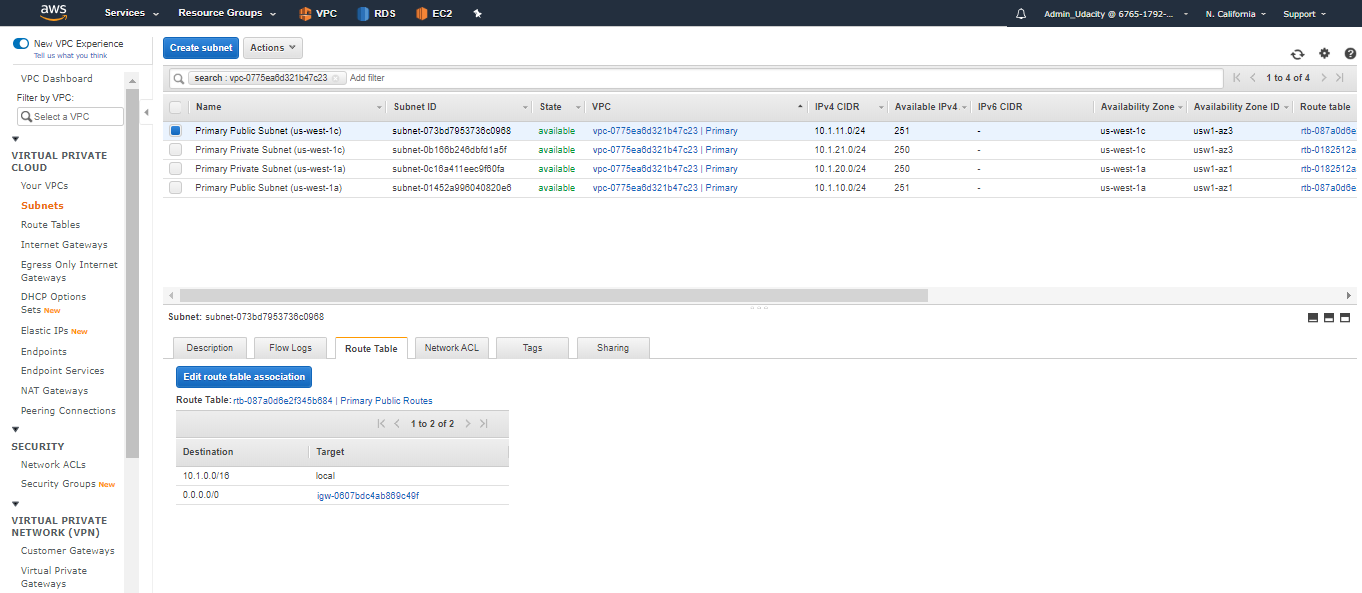 aws Services Resource Groups VPC RDS EC2 Admin_Udacity @ 6765-1792-... N. California Support
New VPC Experience
Tell us what you think
VPC Dashboard
Filter by VPC:
Select a VPC
VIRTUAL PRIVATE
CLOUD
Your VPCs
Subnets
Route Tables
Internet Gateways
Egress Only Internet
Gateways
DHCP Options
Sets New
Elastic IPs New
Endpoints
Endpoint Services
NAT Gateways
Peering Connections
SECURITY
Network ACLs
Security Groups New
VIRTUAL PRIVATE
NETWORK (VPN)
Customer Gateways
Virtual Private
Gateways
Create subnet Actions
search : vpc-0775ea6d321b47c23 Add filter 1 to 4 of 4
Name Subnet ID State VPC IPv4 CIDR Available IPv4 IPv6 CIDR Availability Zone Availability Zone ID Route table
Primary Public Subnet (us-west-1c) subnet-073bd7953736c0968 available vpc-0775ea6d321b47c23 | Primary 10.1.11.0/24 251 - us-west-1c usw1-az3 rtb-087a0d6e
Primary Private Subnet (us-west-1c) subnet-0b166b246dbfd1a5f available vpc-0775ea6d321b47c23 | Primary 10.1.21.0/24 250 - us-west-1c usw1-az3 rtb-0182512a
Primary Private Subnet (us-west-1a) subnet-0c16a411eec9f60fa available vpc-0775ea6d321b47c23 | Primary 10.1.20.0/24 250 - us-west-1a usw1-az1 rtb-0182512a
Primary Public Subnet (us-west-1a) subnet-01452a996040820e6 available vpc-0775ea6d321b47c23 | Primary 10.1.10.0/24 251 - us-west-1a usw1-az1 rtb-087a0d6e
Subnet: subnet-073bd7953736c0968
Description Flow Logs Route Table Network ACL Tags Sharing
Edit route table association
Route Table: rtb-087a0d6e2f345b684 | Primary Public Routes
1 to 2 of 2
Destination Target
10.1.0.0/16 local
0.0.0.0/0 igw-0607bdc4ab869c49f